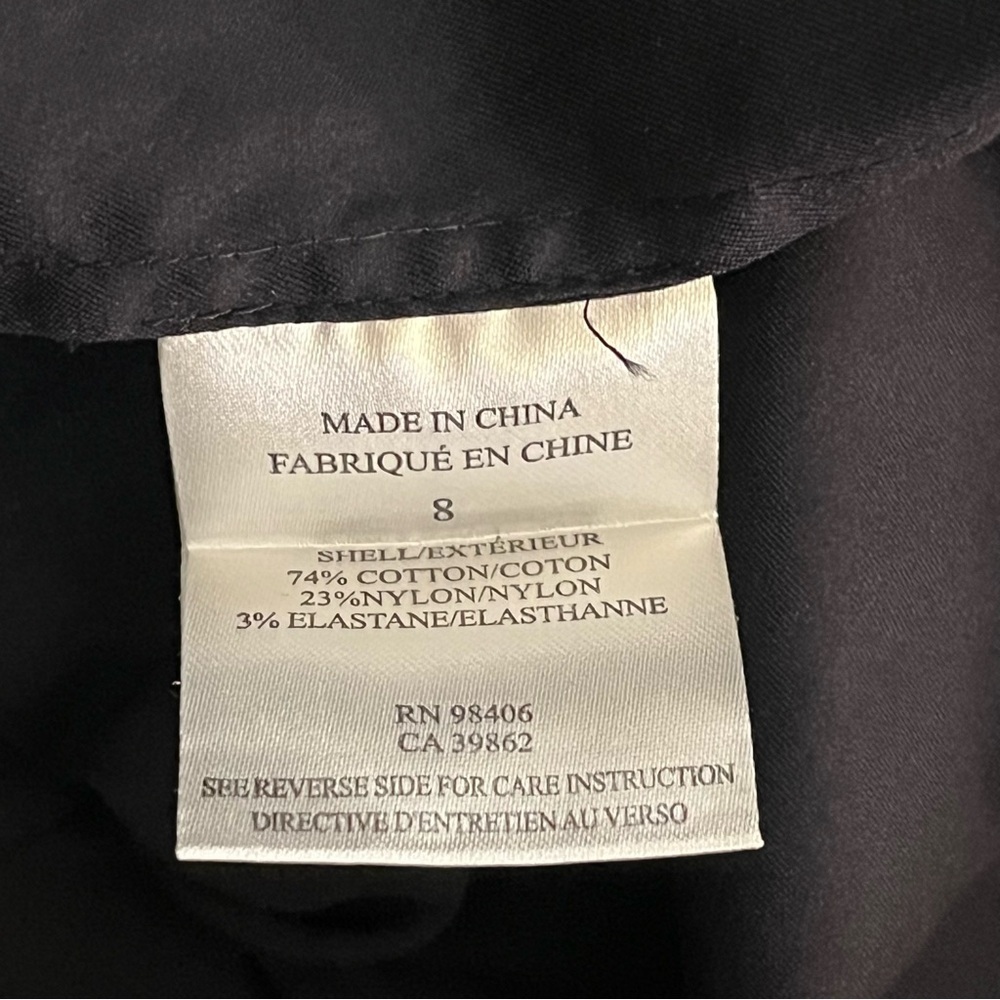 MADE IN CHINA
FABRIQUÉ EN CHINE
8
SHELL/EXTÉRIEUR
74% COTTON/COTON
23%NYLON/NYLON
3% ELASTANE/ELASTHANNE
RN 98406
CA 39862
SEE REVERSE SIDE FOR CARE INSTRUCTION
DIRECTIVE D'ENTRETIEN AU VERSO